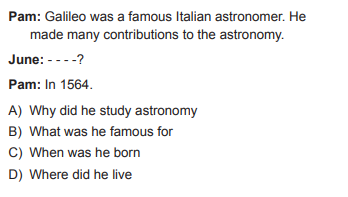 Pam: Galileo was a famous Italian astronomer. He
made many contributions to the astronomy.
June: - - - -?
Pam: In 1564.
A) Why did he study astronomy
B) What was he famous for
C) When was he born
D) Where did he live